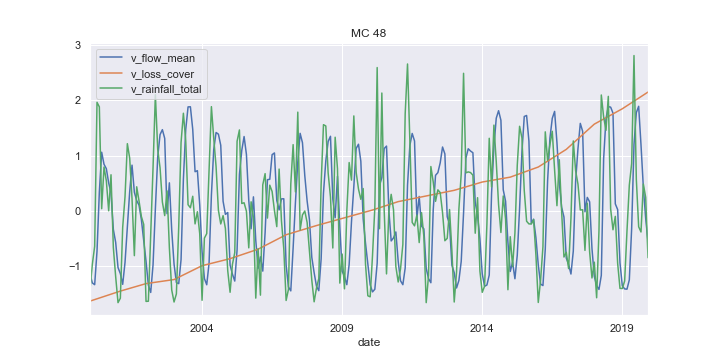 MC 48
v_flow_mean
v_loss_cover
v_rainfall_total
3
2
1
0
−1
2004 2009 2014 2019
date